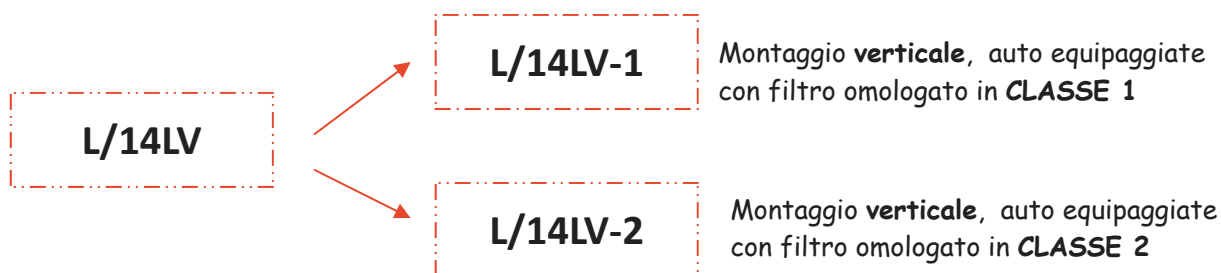 L/14LV
L/14LV-1
Montaggio verticale, auto equipaggiate
con filtro omologato in CLASSE 1
L/14LV-2
Montaggio verticale, auto equipaggiate
con filtro omologato in CLASSE 2